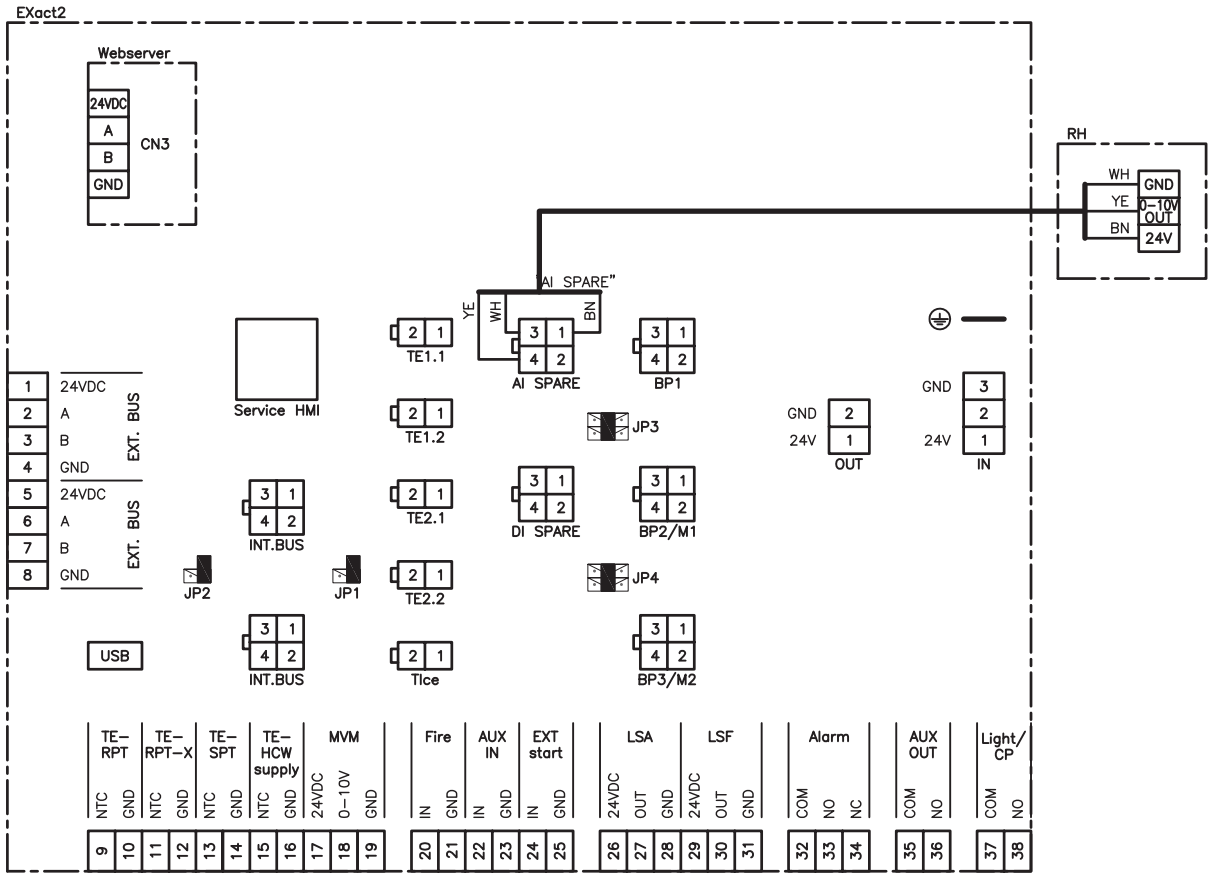 EXact2
Webserver
24VDC
A
B
GND
CN3
RH
WH
YE
BN
GND
0-10V
OUT
24V
"AI SPARE"
YE
WH
BN
3 1
4 2
AI SPARE
2 1
TE1.1
3 1
4 2
BP1
Service HMI
1 24VDC
2 A
3 B
4 GND
EXT. BUS
5 24VDC
6 A
7 B
8 GND
EXT. BUS
2 1
TE1.2
JP3
GND 2
24V 1
OUT
GND 3
2
24V 1
IN
3 1
4 2
INT.BUS
2 1
TE2.1
3 1
4 2
DI SPARE
3 1
4 2
BP2/M1
JP2
JP1
2 1
TE2.2
JP4
USB
3 1
4 2
INT.BUS
2 1
TIce
3 1
4 2
BP3/M2
TE-
RPT
TE-
RPT-X
TE-
SPT
TE-
HCW
supply
MVM
Fire
AUX
IN
EXT
start
LSA
LSF
Alarm
AUX
OUT
Light/
CP
NTC
GND
NTC
GND
NTC
GND
NTC
GND
24VDC
0-10V
GND
IN
GND
IN
GND
IN
GND
24VDC
OUT
GND
24VDC
OUT
GND
COM
NO
NC
COM
NO
COM
NO
9
10
11
12
13
14
15
16
17
18
19
20
21
22
23
24
25
26
27
28
29
30
31
32
33
34
35
36
37
38